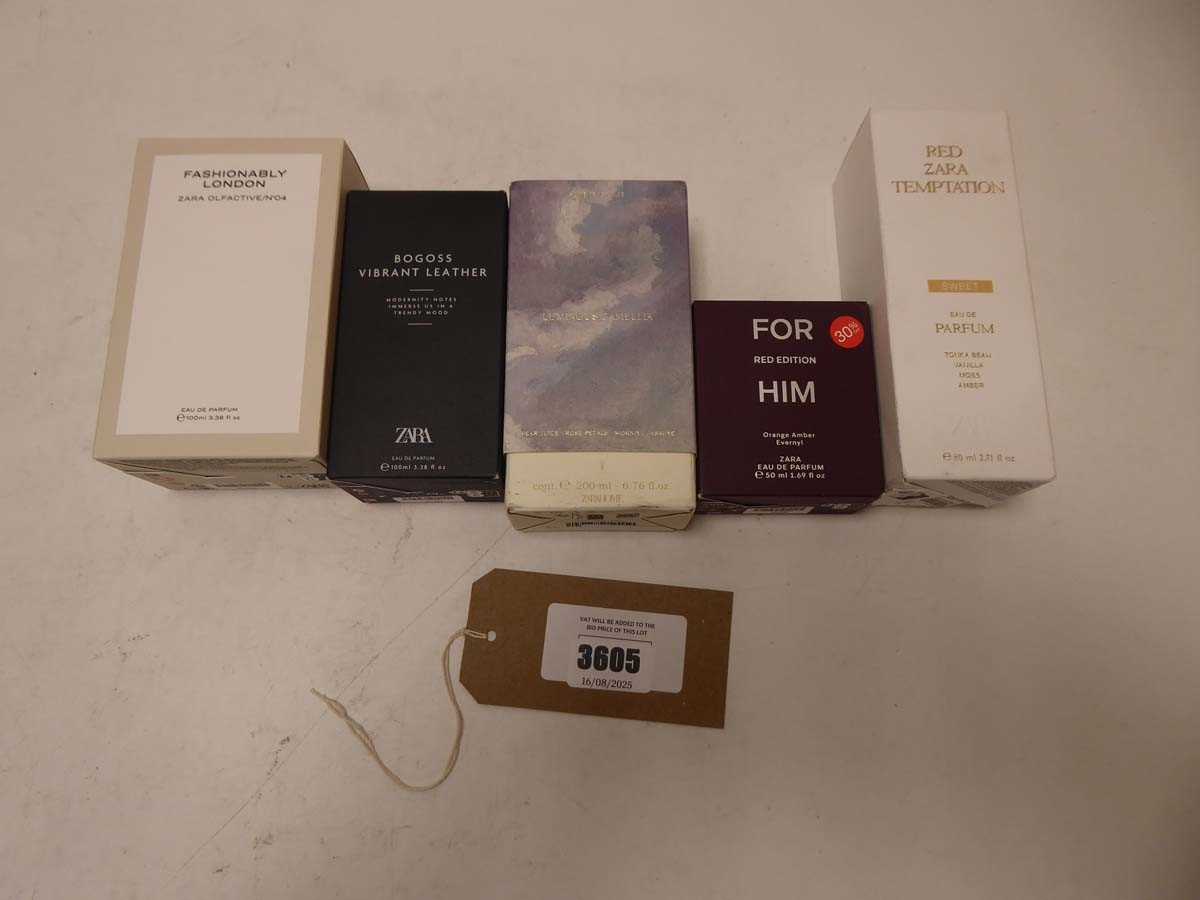 FASHIONABLY
LONDON
ZARA OLFACTIVE/Nº04
EAU DE PARFUM
℮100ml 3.38 fl oz
BOGOSS
VIBRANT LEATHER
MODERNITY NOTES
IMMERSE US IN A
TRENDY MOOD
ZARA
EAU DE PARFUM
℮100ml 3.38 fl oz
cont. ℮ 200 ml - 6.76 fl.oz
FOR
30%
RED EDITION
HIM
Orange Amber
Evernyl
ZARA
EAU DE PARFUM
℮ 50 ml 1.69 fl oz
RED
ZARA
TEMPTATION
SWEET
EAU DE
PARFUM
TONKA BEAN
VANILLA
MOSS
AMBER
℮ 80 ml 2.71 fl oz
VAT WILL BE ADDED TO THE
BID PRICE OF THIS LOT
3605
16/08/2025